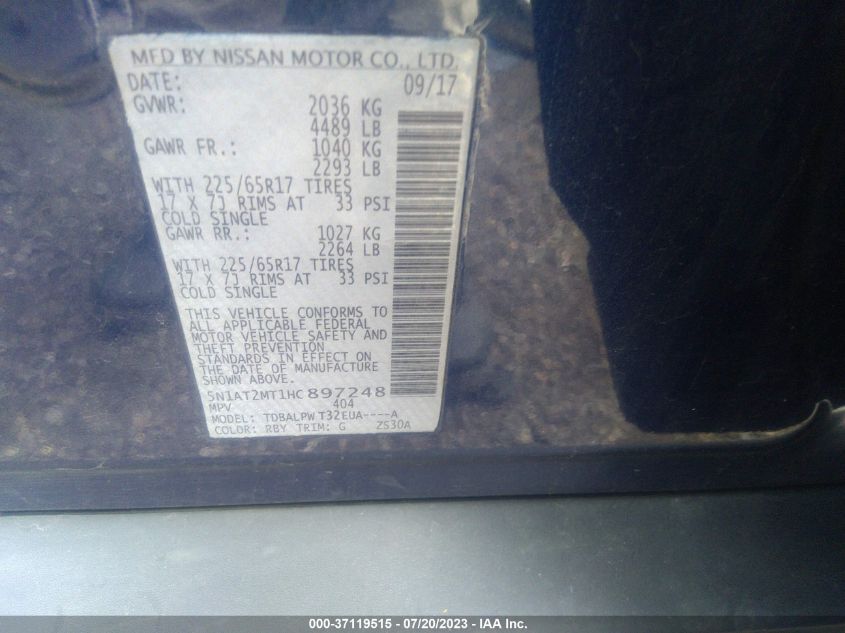 MFD BY NISSAN MOTOR CO., LTD.
DATE: 09/17
GVWR: 2036 KG
4489 LB
GAWR FR.: 1040 KG
2293 LB
WITH 225/65R17 TIRES
17 X 7J RIMS AT 33 PSI
COLD SINGLE
GAWR RR.: 1027 KG
2264 LB
WITH 225/65R17 TIRES
17 X 7J RIMS AT 33 PSI
COLD SINGLE
THIS VEHICLE CONFORMS TO
ALL APPLICABLE FEDERAL
MOTOR VEHICLE SAFETY AND
THEFT PREVENTION
STANDARDS IN EFFECT ON
THE DATE OF MANUFACTURE
SHOWN ABOVE.
5N1AT2MT1HC897248
MPV 404
MODEL: TDBALPW T32EUA----A
COLOR: RBY TRIM: G ZS30A
000-37119515 - 07/20/2023 - IAA Inc.